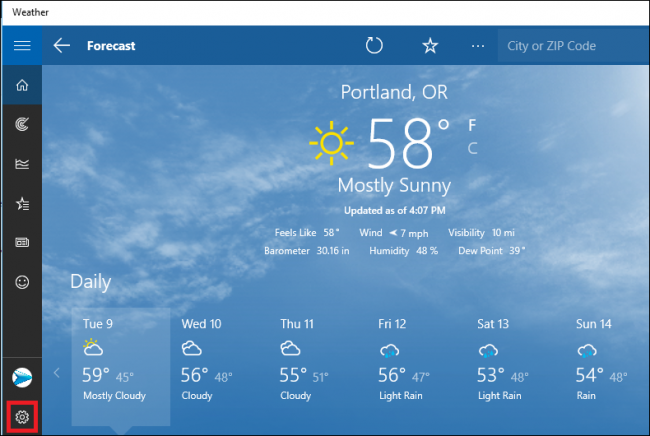 Weather
Forecast
City or ZIP Code
Portland, OR
58° F
C
Mostly Sunny
Updated as of 4:07 PM
Feels Like 58° Wind 7 mph Visibility 10 mi
Barometer 30.16 in Humidity 48 % Dew Point 39°
Daily
Tue 9 Wed 10 Thu 11 Fri 12 Sat 13 Sun 14
59° 45° 56° 48° 55° 51° 56° 47° 53° 48° 54° 48°
Mostly Cloudy Cloudy Cloudy Light Rain Light Rain Rain